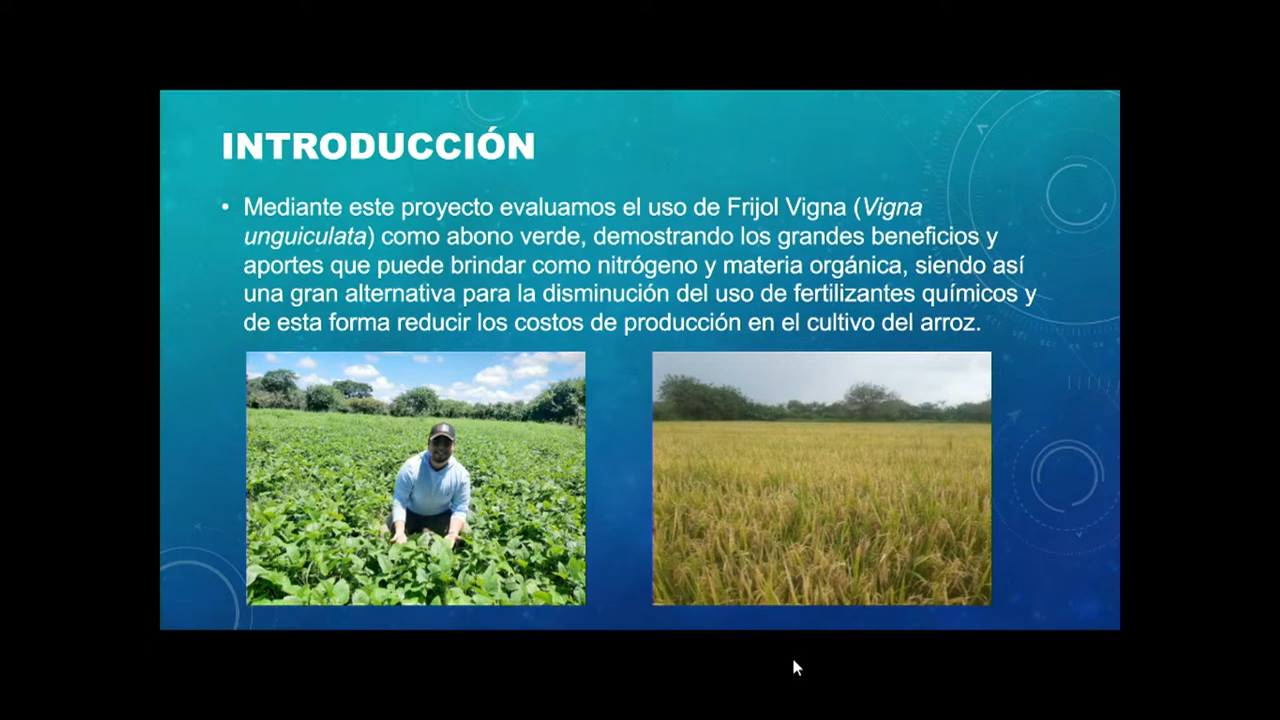 INTRODUCCIÓN
• Mediante este proyecto evaluamos el uso de Frijol Vigna (Vigna
unguiculata) como abono verde, demostrando los grandes beneficios y
aportes que puede brindar como nitrógeno y materia orgánica, siendo así
una gran alternativa para la disminución del uso de fertilizantes químicos y
de esta forma reducir los costos de producción en el cultivo del arroz.